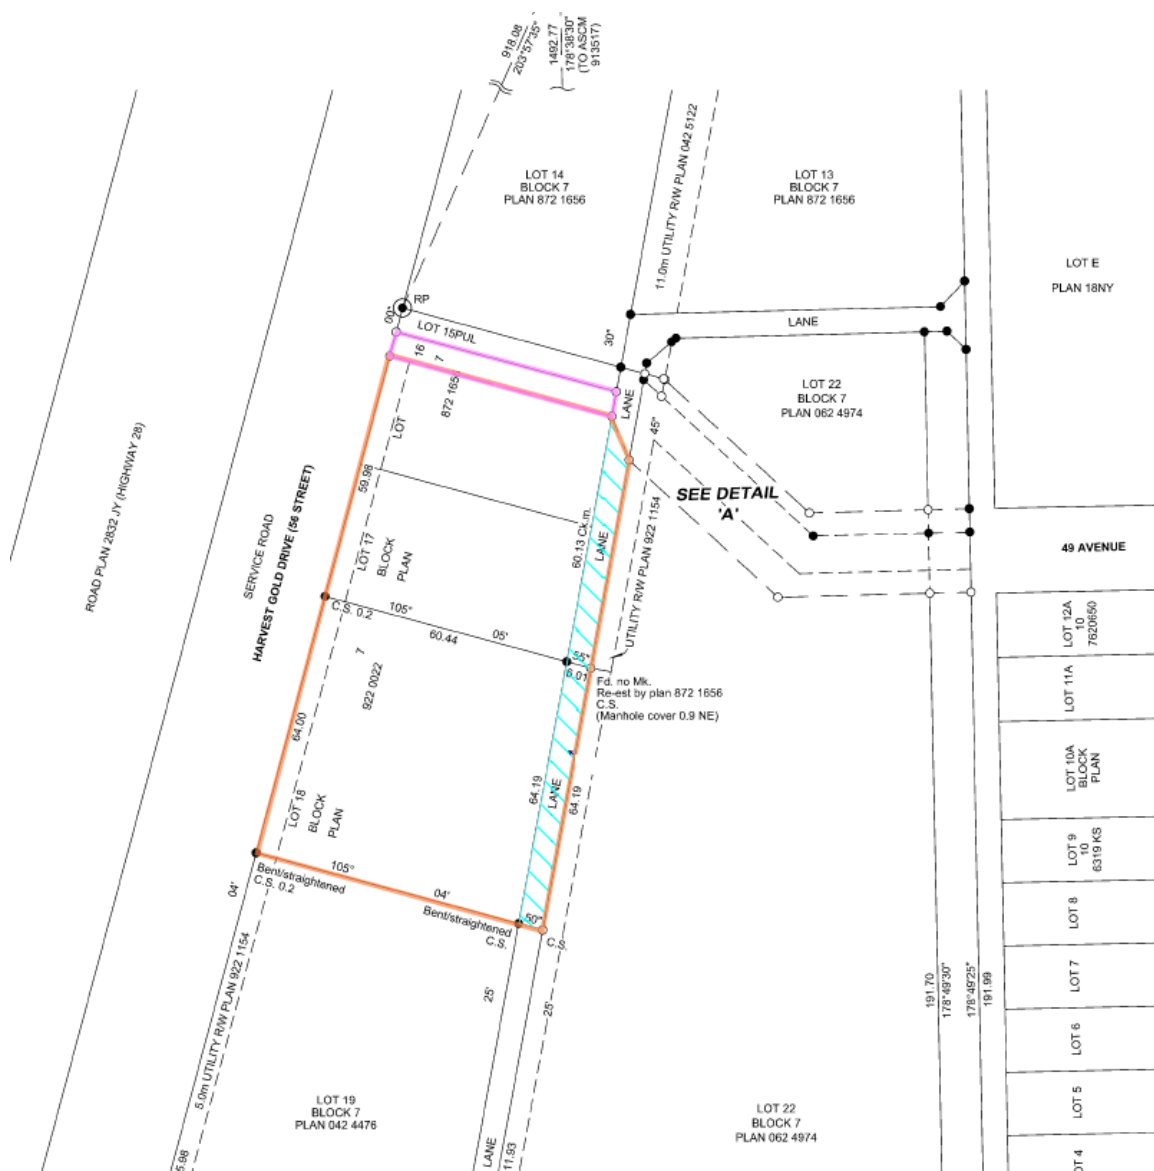 918.08
203°57'35"
1492.77
178°38'30"
(TO ASCM
913517)
LOT 14
BLOCK 7
PLAN 872 1656
11.0m UTILITY R/W PLAN 042 5122
LOT 13
BLOCK 7
PLAN 872 1656
LOT E
PLAN 18NY
RP
00"
LOT 15PUL
30"
LANE
16
7
872 165
LOT
LANE
45"
LOT 22
BLOCK 7
PLAN 062 4974
ROAD PLAN 2832 JY (HIGHWAY 28)
SERVICE ROAD
HARVEST GOLD DRIVE (56 STREET)
59.98
LOT 17
BLOCK
PLAN
60.13 Ck.m.
LANE
UTILITY R/W PLAN 922 1154
SEE DETAIL
'A'
49 AVENUE
C.S. 0.2
105°
60.44
05'
55"
6.01
Fd. no Mk.
Re-est by plan 872 1656
C.S.
(Manhole cover 0.9 NE)
7
922 0022
64.00
LOT 18
BLOCK
PLAN
64.19
LANE
64.19
LOT 12A
10
7620650
LOT 11A
LOT 10A
BLOCK
PLAN
LOT 9
10
6319 KS
LOT 8
LOT 7
LOT 6
LOT 5
OT 4
Bent/straightened
C.S. 0.2
105°
04'
50"
Bent/straightened
C.S.
C.S.
04'
5.0m UTILITY R/W PLAN 922 1154
25'
25'
191.70
178°49'30"
178°49'25"
191.99
LOT 19
BLOCK 7
PLAN 042 4476
LOT 22
BLOCK 7
PLAN 062 4974
5.98
LANE
11.93